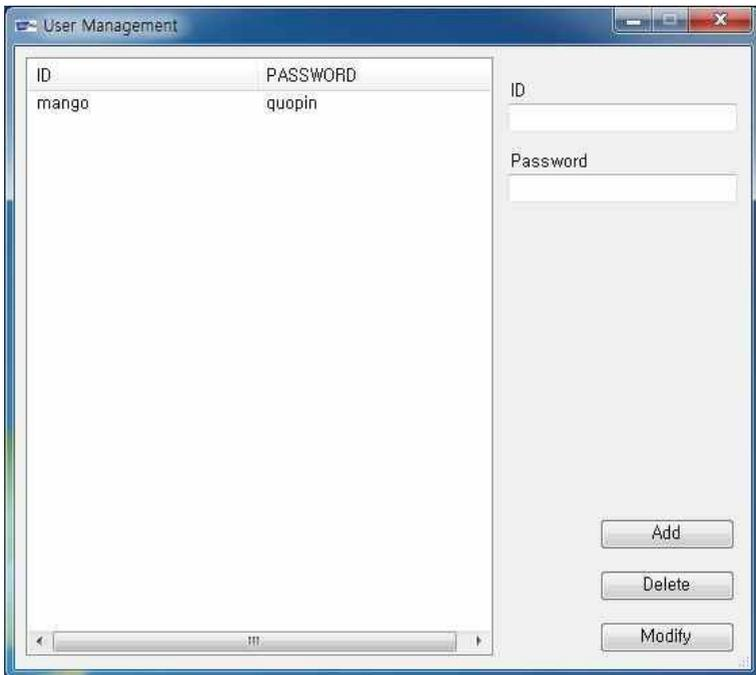 User Management
ID PASSWORD
mango quopin
ID
Password
Add
Delete
Modify